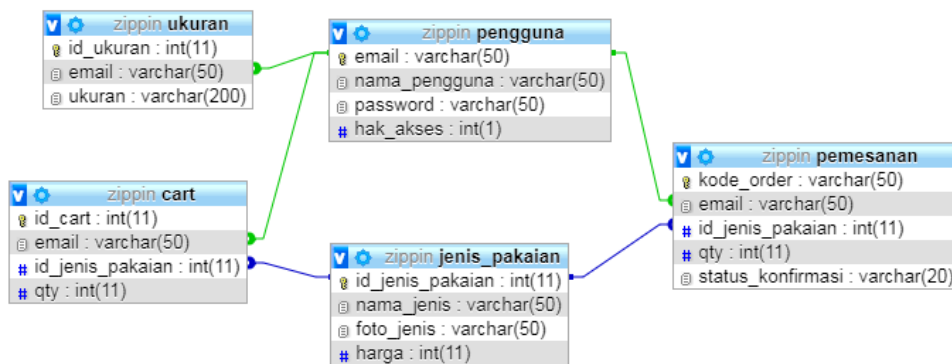 zippin ukuran
id_ukuran : int(11)
email : varchar(50)
ukuran : varchar(200)
zippin pengguna
email : varchar(50)
nama_pengguna : varchar(50)
password : varchar(50)
# hak_akses : int(1)
zippin cart
id_cart : int(11)
email : varchar(50)
# id_jenis_pakaian : int(11)
# qty : int(11)
zippin jenis_pakaian
id_jenis_pakaian : int(11)
nama_jenis : varchar(50)
foto_jenis : varchar(50)
# harga : int(11)
zippin pemesanan
kode_order : varchar(50)
email : varchar(50)
# id_jenis_pakaian : int(11)
# qty : int(11)
status_konfirmasi : varchar(20)